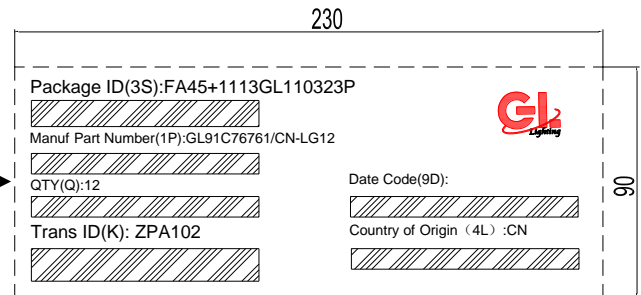 230
Package ID(3S):FA45+1113GL110323P
GL
Lighting
Manuf Part Number(1P):GL91C76761/CN-LG12
QTY(Q):12
Date Code(9D):
90
Trans ID(K): ZPA102
Country of Origin（4L）:CN